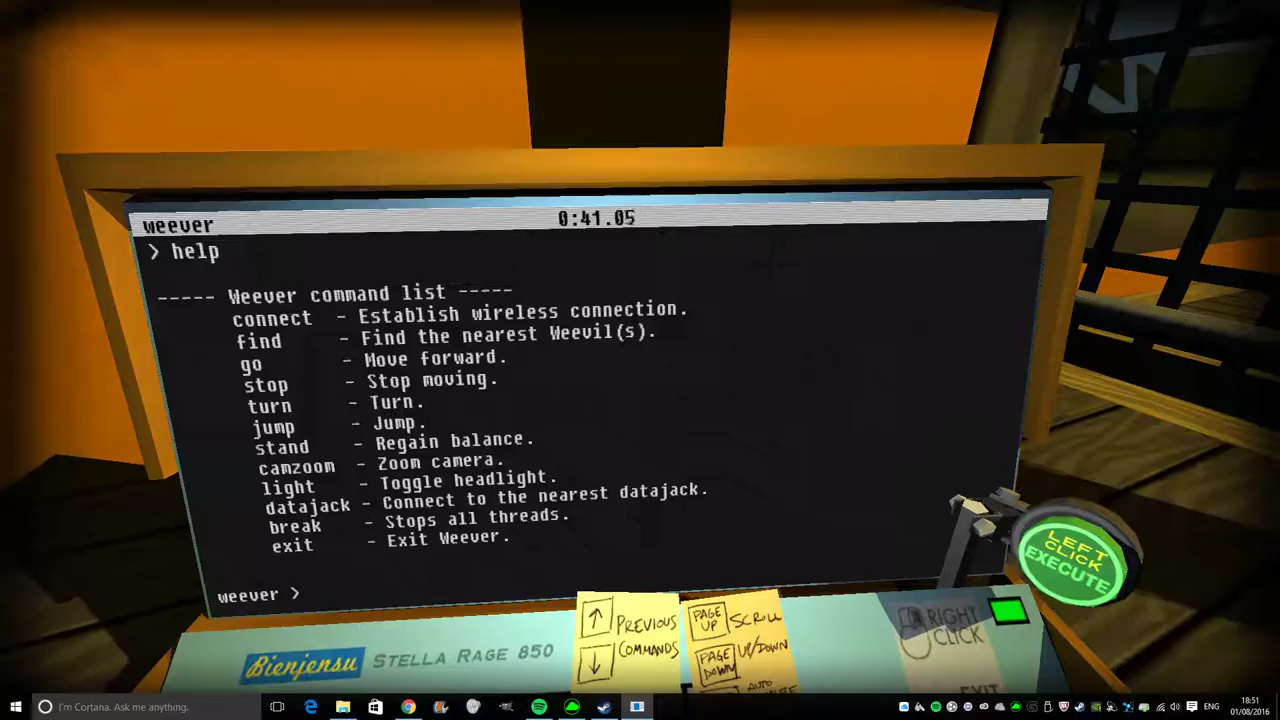 weever 0:41.05
> help
----- Weever command list -----
connect - Establish wireless connection.
find - Find the nearest Weevil(s).
go - Move forward.
stop - Stop moving.
turn - Turn.
jump - Jump.
stand - Regain balance.
camzoom - Zoom camera.
light - Toggle headlight.
datajack - Connect to the nearest datajack.
break - Stops all threads.
exit - Exit Weever.
weever >
LEFT
CLICK
EXECUTE
Bienjensu STELLA RAGE 850
PREVIOUS
COMMANDS
PAGE
UP
SCROLL
PAGE
DOWN
UP/DOWN
AUTO
RIGHT
CLICK
EXIT
I'm Cortana. Ask me anything.
ENG
18:51
01/08/2016